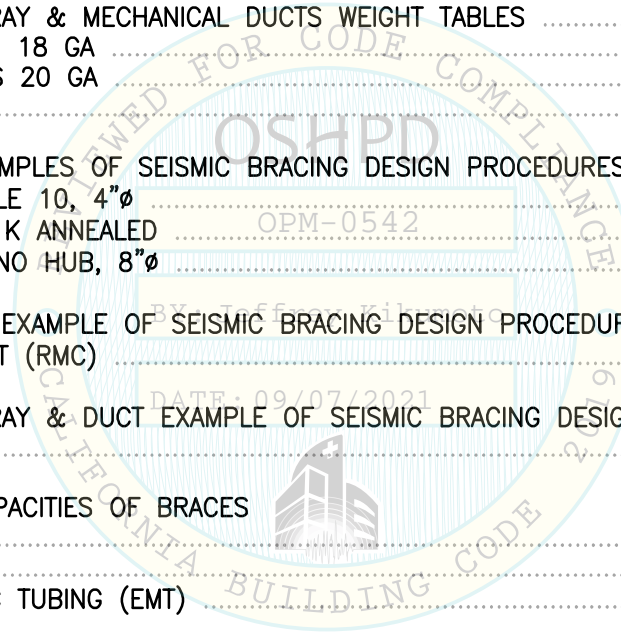 RAY & MECHANICAL DUCTS WEIGHT TABLES
18 GA
S 20 GA
REVIEWED FOR CODE COMPLIANCE
OSHPD
MPLES OF SEISMIC BRACING DESIGN PROCEDURES
LE 10, 4"ø
OPM-0542
K ANNEALED
NO HUB, 8"ø
BY: Jeffrey Kikumoto
EXAMPLE OF SEISMIC BRACING DESIGN PROCEDUR
T (RMC)
DATE: 09/07/2021
RAY & DUCT EXAMPLE OF SEISMIC BRACING DESIG
PACITIES OF BRACES
C TUBING (EMT)
CALIFORNIA BUILDING CODE 2019